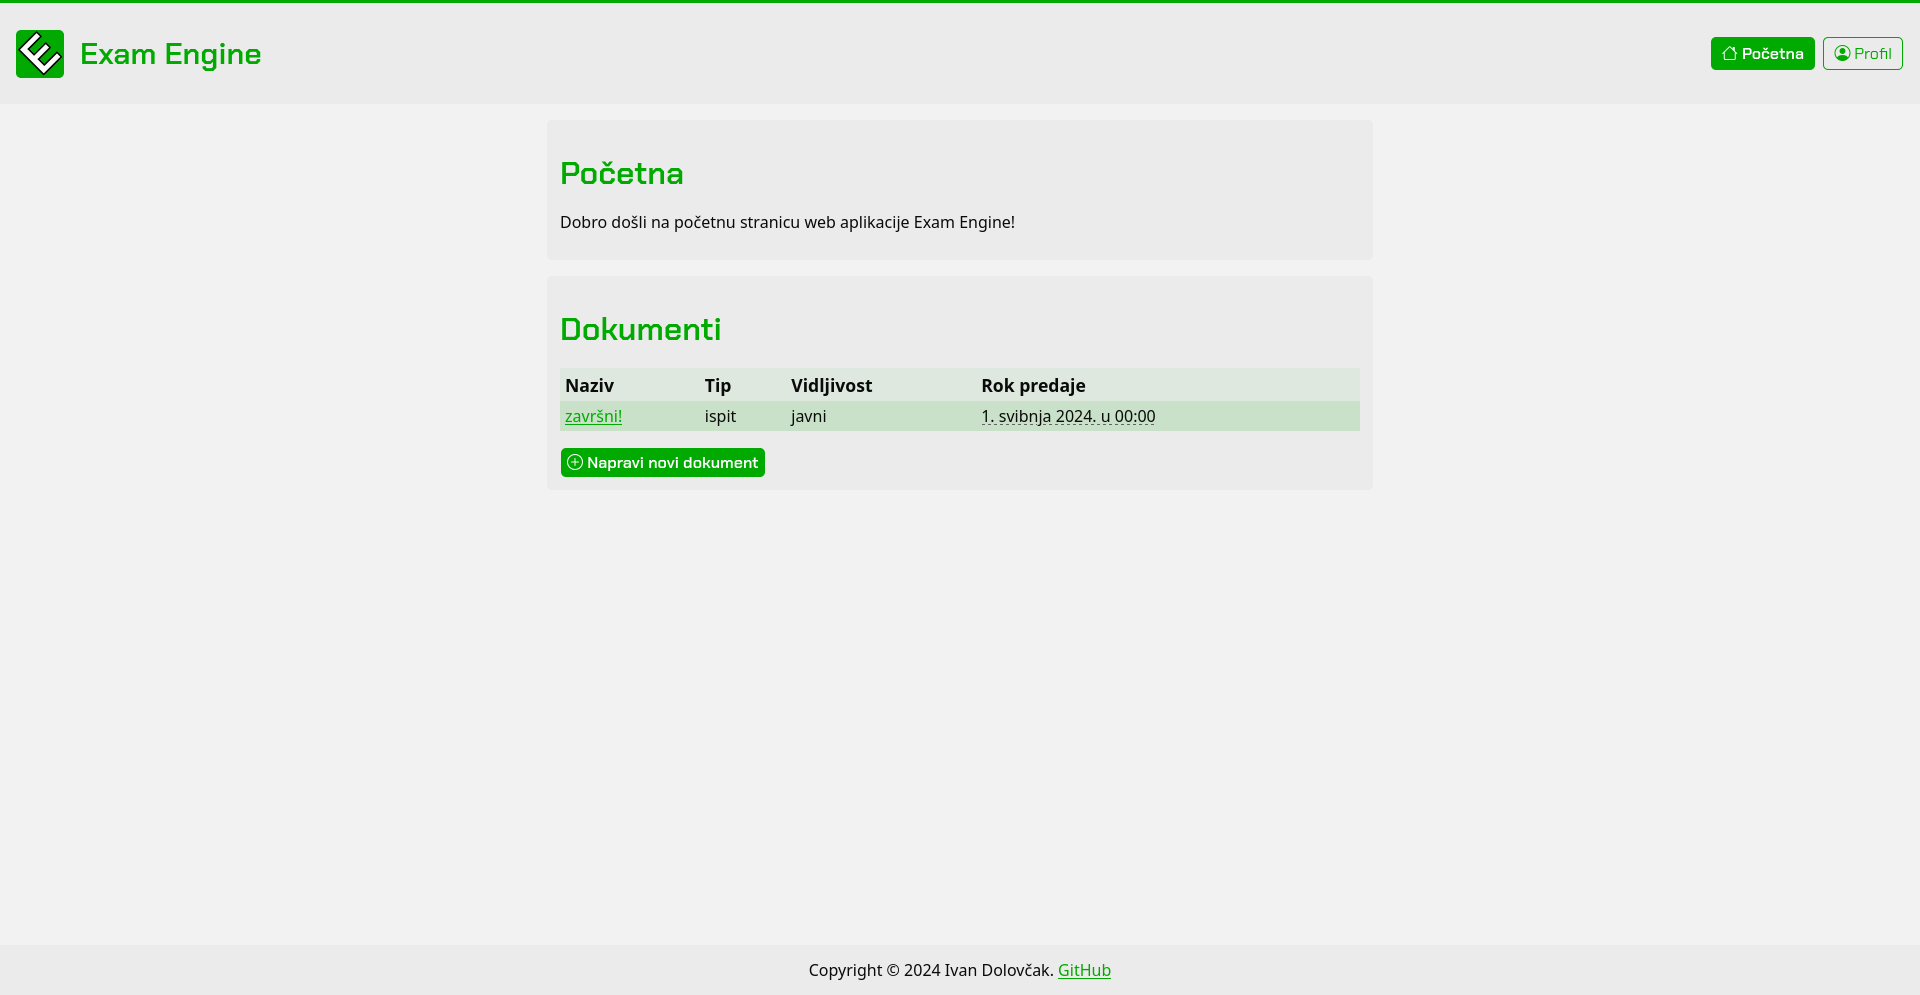 Exam Engine
Početna
Profil
Početna
Dobro došli na početnu stranicu web aplikacije Exam Engine!
Dokumenti
Naziv Tip Vidljivost Rok predaje
završni! ispit javni 1. svibnja 2024. u 00:00
Napravi novi dokument
Copyright © 2024 Ivan Dolovčak. GitHub